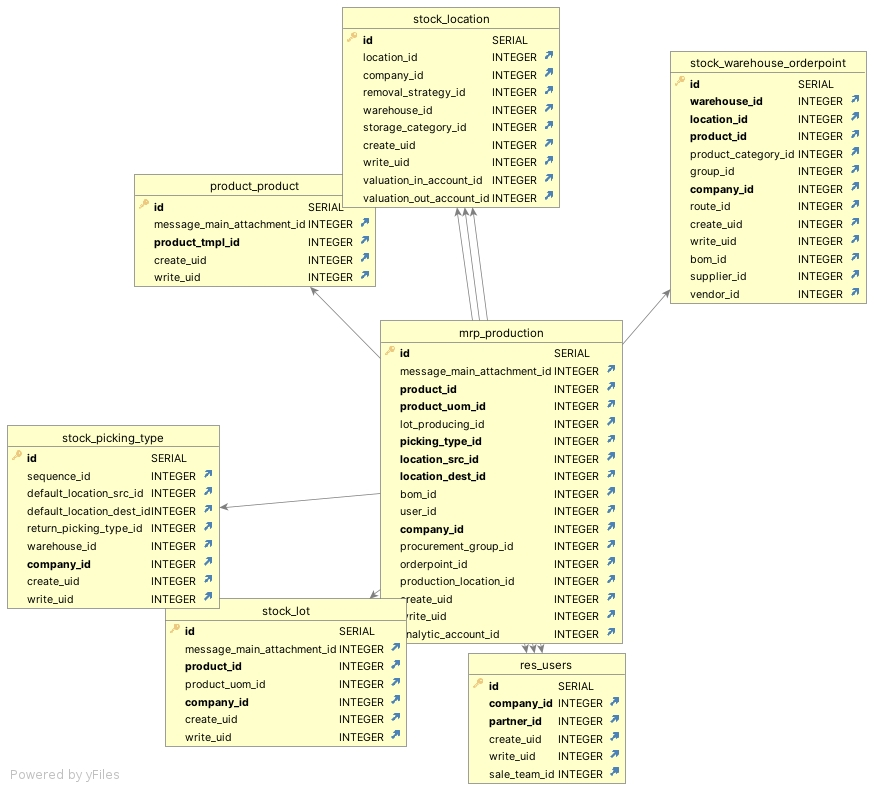 stock_location
id SERIAL
location_id INTEGER
company_id INTEGER
removal_strategy_id INTEGER
warehouse_id INTEGER
storage_category_id INTEGER
create_uid INTEGER
write_uid INTEGER
valuation_in_account_id INTEGER
valuation_out_account_id INTEGER
stock_warehouse_orderpoint
id SERIAL
warehouse_id INTEGER
location_id INTEGER
product_id INTEGER
product_category_id INTEGER
group_id INTEGER
company_id INTEGER
route_id INTEGER
create_uid INTEGER
write_uid INTEGER
bom_id INTEGER
supplier_id INTEGER
vendor_id INTEGER
product_product
id SERIAL
message_main_attachment_id INTEGER
product_tmpl_id INTEGER
create_uid INTEGER
write_uid INTEGER
mrp_production
id SERIAL
message_main_attachment_id INTEGER
product_id INTEGER
product_uom_id INTEGER
lot_producing_id INTEGER
picking_type_id INTEGER
location_src_id INTEGER
location_dest_id INTEGER
bom_id INTEGER
user_id INTEGER
company_id INTEGER
procurement_group_id INTEGER
orderpoint_id INTEGER
production_location_id INTEGER
create_uid INTEGER
write_uid INTEGER
analytic_account_id INTEGER
stock_picking_type
id SERIAL
sequence_id INTEGER
default_location_src_id INTEGER
default_location_dest_id INTEGER
return_picking_type_id INTEGER
warehouse_id INTEGER
company_id INTEGER
create_uid INTEGER
write_uid INTEGER
stock_lot
id SERIAL
message_main_attachment_id INTEGER
product_id INTEGER
product_uom_id INTEGER
company_id INTEGER
create_uid INTEGER
write_uid INTEGER
res_users
id SERIAL
company_id INTEGER
partner_id INTEGER
create_uid INTEGER
write_uid INTEGER
sale_team_id INTEGER
Powered by yFiles